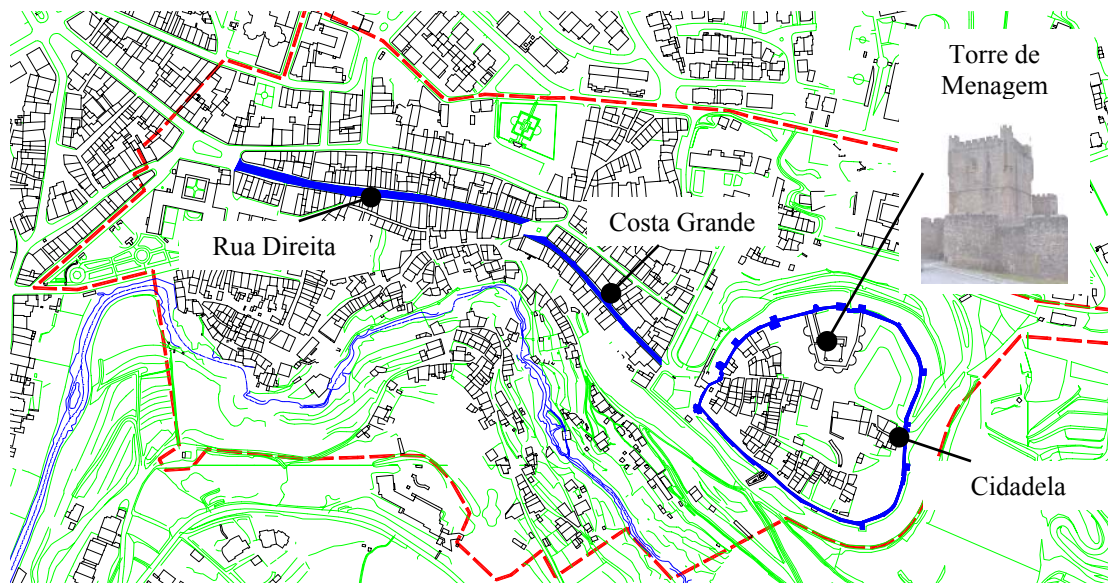 Torre de
Menagem
Costa Grande
Rua Direita
Cidadela